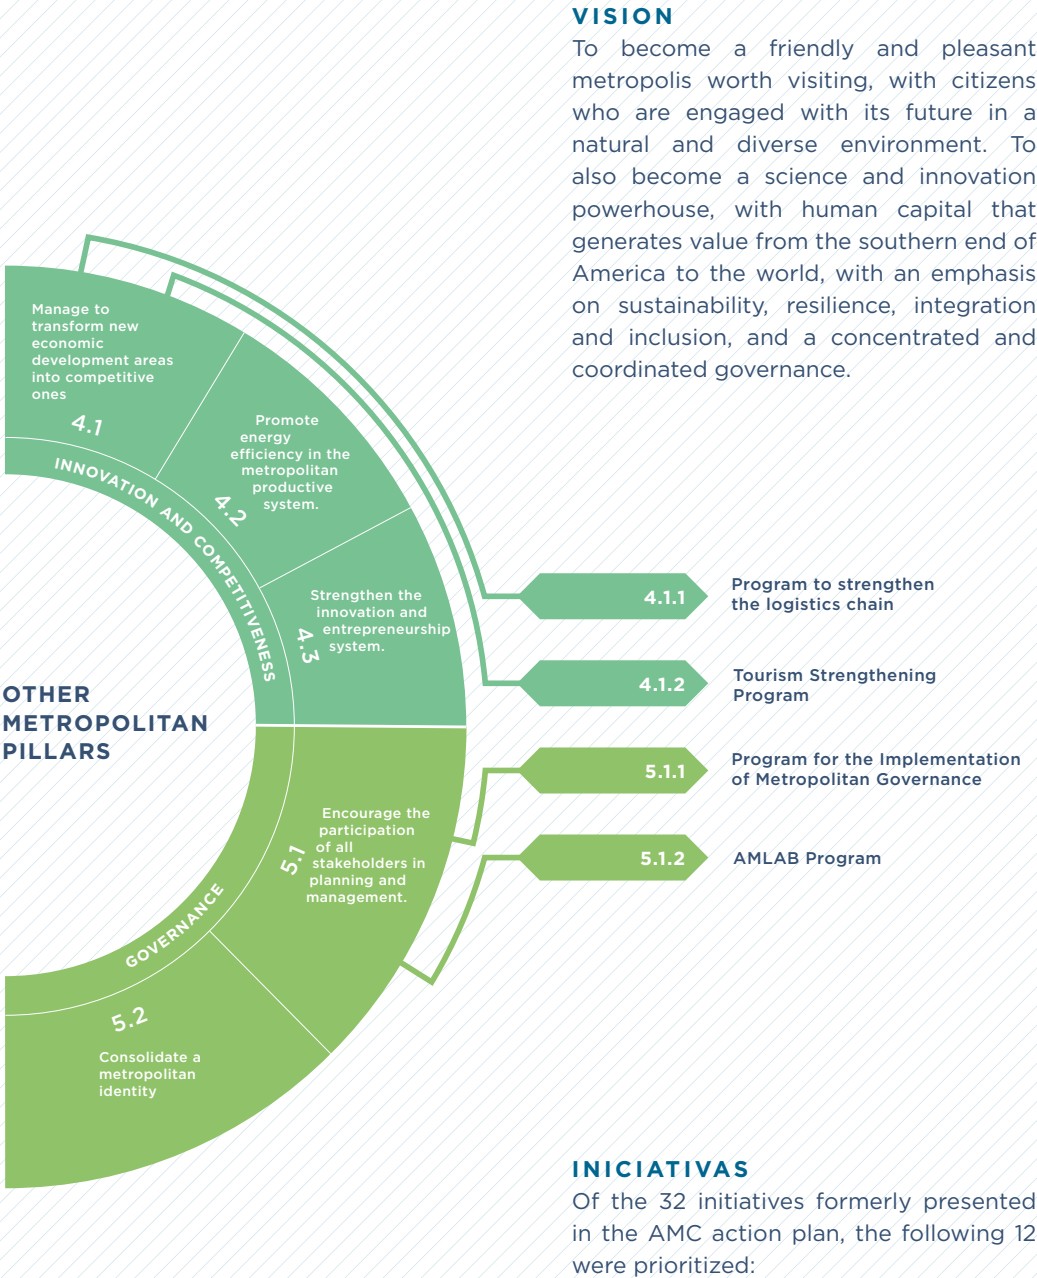 VISION
To become a friendly and pleasant
metropolis worth visiting, with citizens
who are engaged with its future in a
natural and diverse environment. To
also become a science and innovation
powerhouse, with human capital that
generates value from the southern end of
America to the world, with an emphasis
on sustainability, resilience, integration
and inclusion, and a concentrated and
coordinated governance.
Manage to
transform new
economic
development areas
into competitive
ones
4.1
Promote
energy
efficiency in the
metropolitan
productive
system.
4.2
Strengthen the
innovation and
entrepreneurship
system.
4.3
INNOVATION AND COMPETITIVENESS
OTHER
METROPOLITAN
PILLARS
4.1.1
Program to strengthen
the logistics chain
4.1.2
Tourism Strengthening
Program
5.1.1
Program for the Implementation
of Metropolitan Governance
5.1.2
AMLAB Program
Encourage the
participation
of all
stakeholders in
planning and
management.
5.1
GOVERNANCE
5.2
Consolidate a
metropolitan
identity
INICIATIVAS
Of the 32 initiatives formerly presented
in the AMC action plan, the following 12
were prioritized: